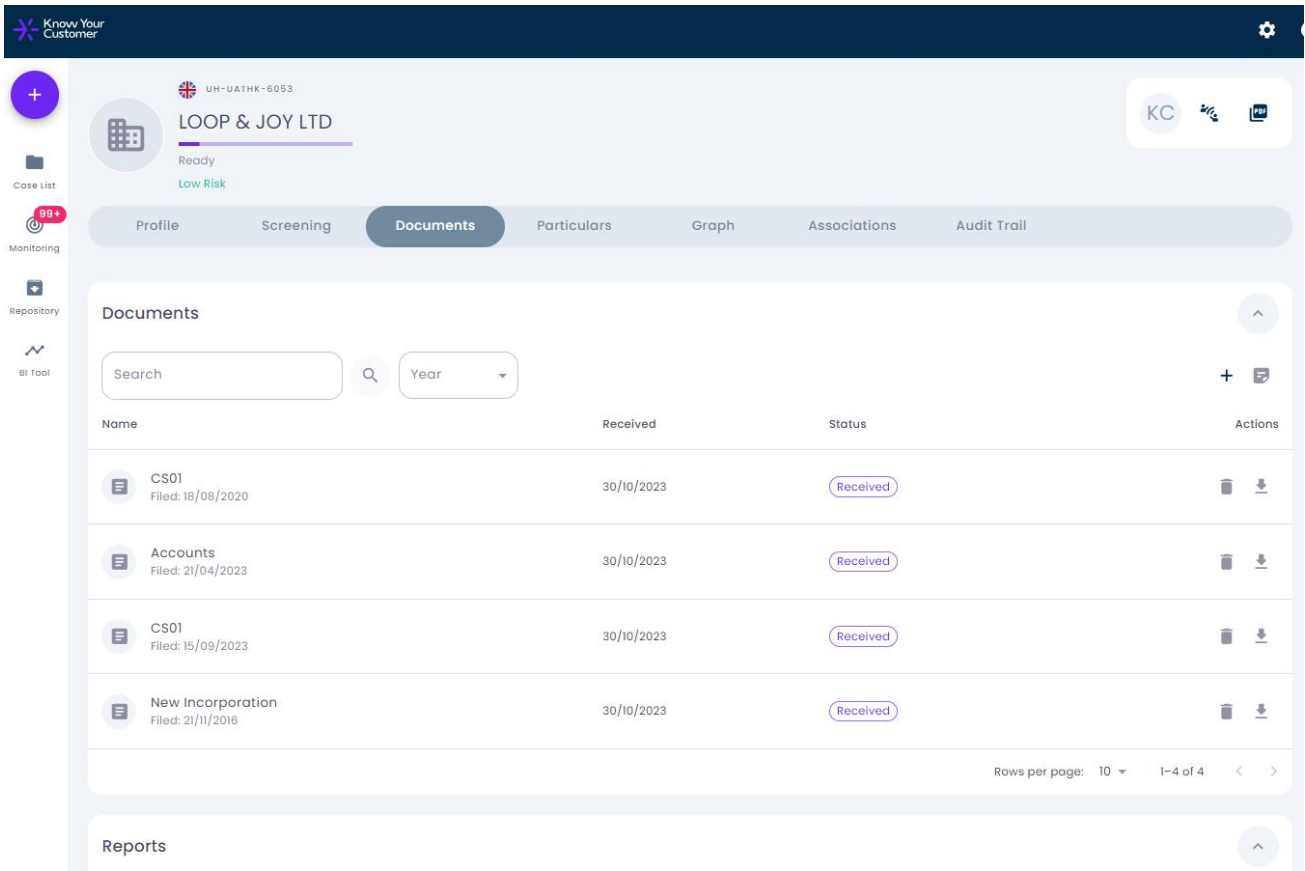 Know Your
Customer
UH-UATHK-6053
LOOP & JOY LTD
KC
PDF
Ready
Low Risk
Case List
99+
Monitoring
Repository
BI Tool
Profile Screening Documents Particulars Graph Associations Audit Trail
Documents
Search Year
Name Received Status Actions
CS01
Filed: 18/08/2020
30/10/2023 Received
Accounts
Filed: 21/04/2023
30/10/2023 Received
CS01
Filed: 15/09/2023
30/10/2023 Received
New Incorporation
Filed: 21/11/2016
30/10/2023 Received
Rows per page: 10 1–4 of 4
Reports